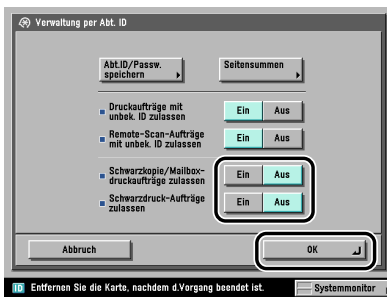 Verwaltung per Abt. ID
Abt.ID/Passw.
speichern
Seitensummen
Druckaufträge mit
unbek. ID zulassen
Ein
Aus
Remote-Scan-Aufträge
mit unbek. ID zulassen
Ein
Aus
Schwarzkopie/Mailbox-
druckaufträge zulassen
Ein
Aus
Schwarzdruck-Aufträge
zulassen
Ein
Aus
Abbruch
OK
ID Entfernen Sie die Karte, nachdem d.Vorgang beendet ist.
Systemmonitor